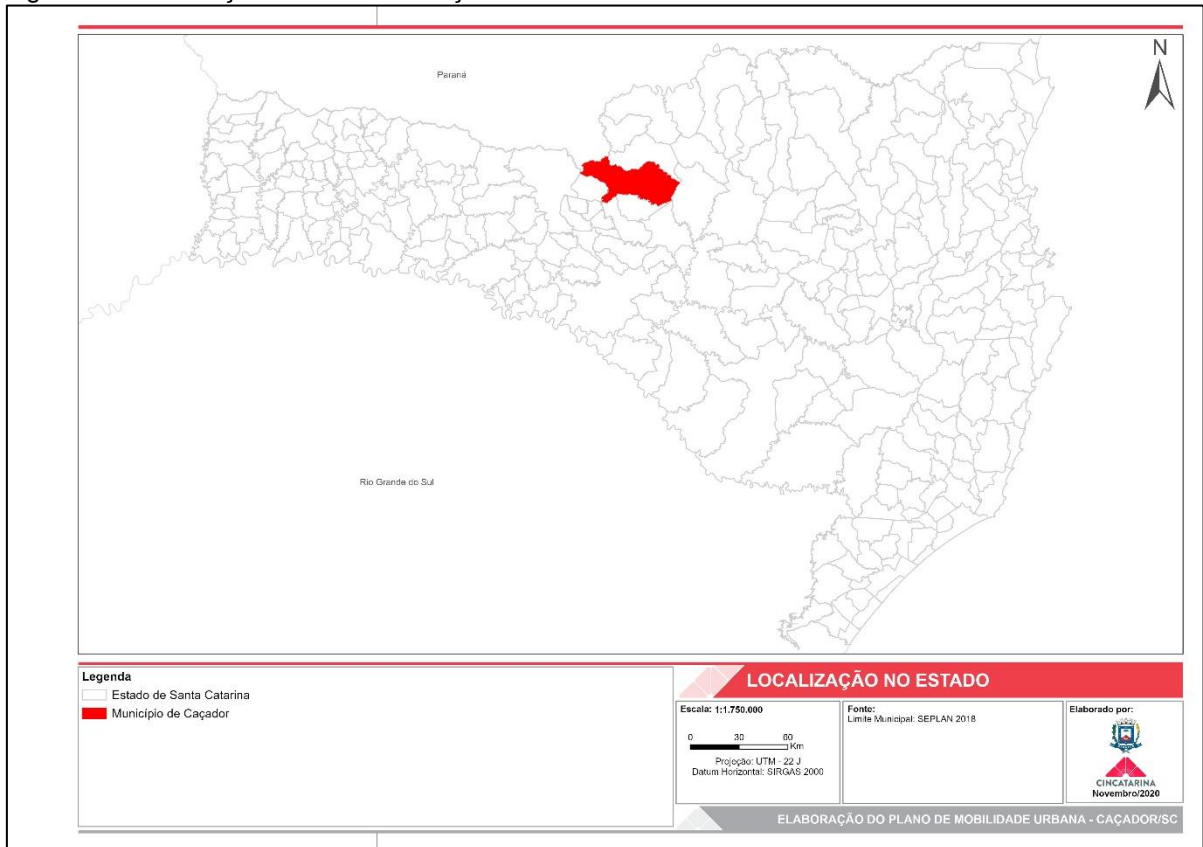 N
Paraná
Rio Grande do Sul
Legenda
Estado de Santa Catarina
Município de Caçador
LOCALIZAÇÃO NO ESTADO
Escala: 1:1.750.000
0 30 60
Km
Projeção: UTM - 22 J
Datum Horizontal: SIRGAS 2000
Fonte:
Limite Municipal: SEPLAN 2018
Elaborado por:
CINCATARINA
Novembro/2020
ELABORAÇÃO DO PLANO DE MOBILIDADE URBANA - CAÇADOR/SC